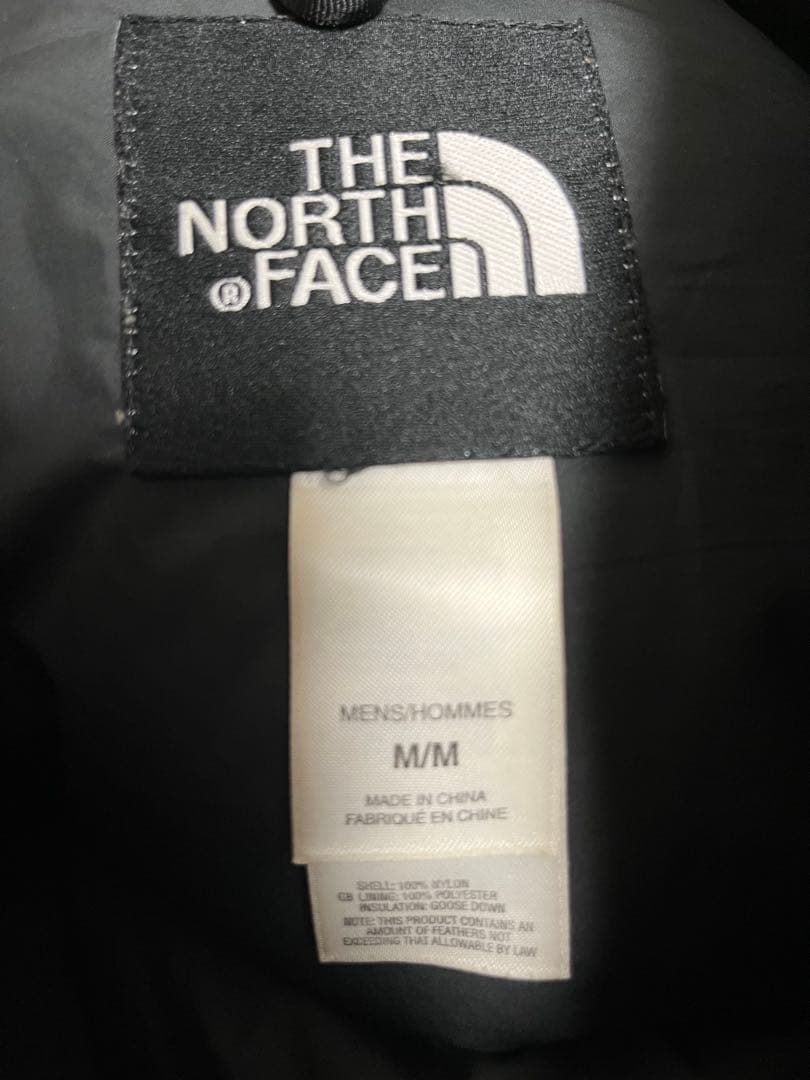 THE
NORTH
® FACE
MENS/HOMMES
M/M
MADE IN CHINA
FABRIQUÉ EN CHINE
SHELL: 100% NYLON
GB LINING: 100% POLYESTER
INSULATION: GOOSE DOWN
NOTE: THIS PRODUCT CONTAINS AN
AMOUNT OF FEATHERS NOT
EXCEEDING THAT ALLOWABLE BY LAW